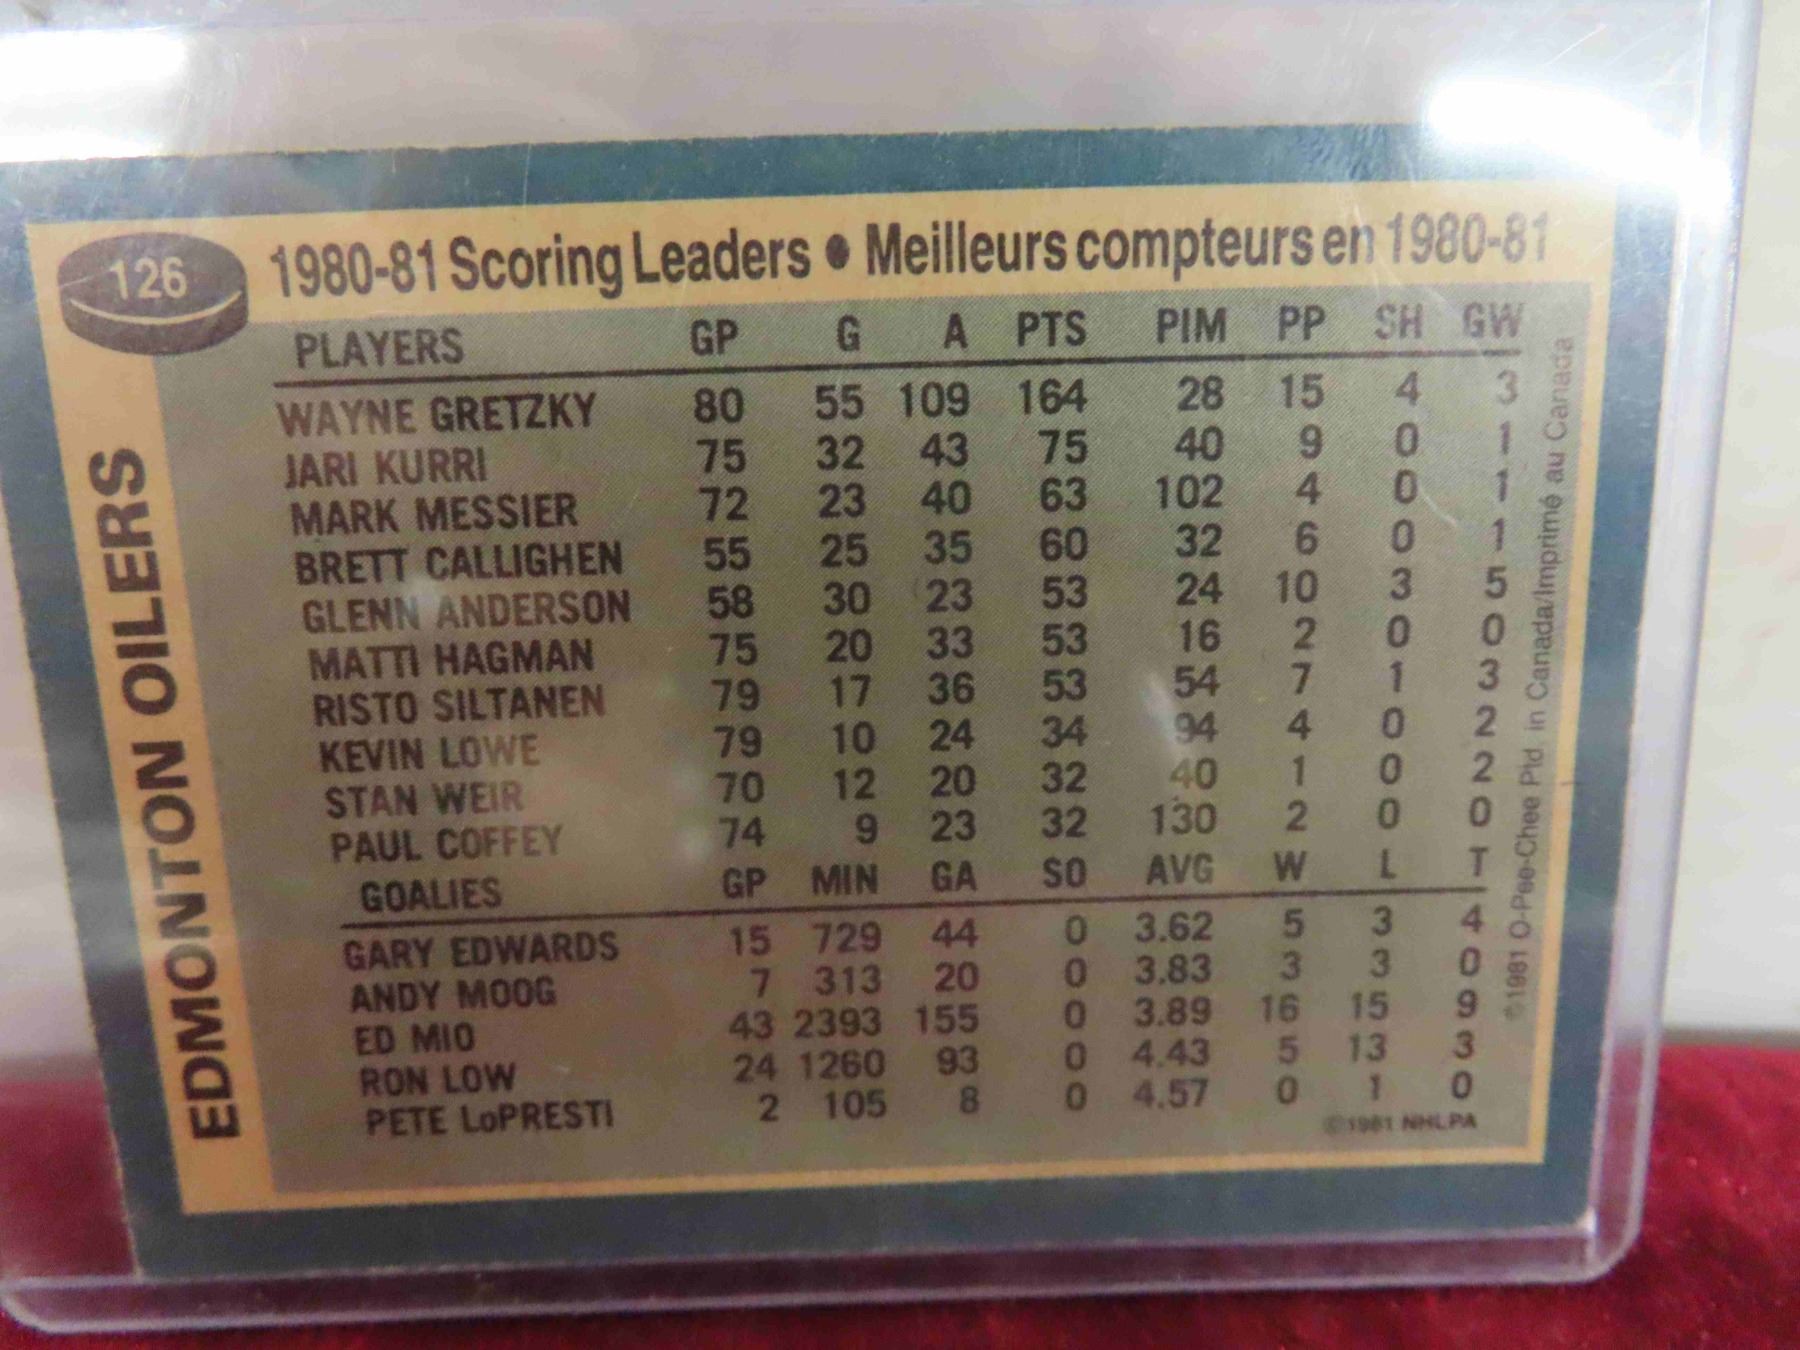 126
1980-81 Scoring Leaders • Meilleurs compteurs en 1980-81
EDMONTON OILERS
PLAYERS GP G A PTS PIM PP SH GW
WAYNE GRETZKY 80 55 109 164 28 15 4 3
JARI KURRI 75 32 43 75 40 9 0 1
MARK MESSIER 72 23 40 63 102 4 0 1
BRETT CALLIGHEN 55 25 35 60 32 6 0 1
GLENN ANDERSON 58 30 23 53 24 10 3 5
MATTI HAGMAN 75 20 33 53 16 2 0 0
RISTO SILTANEN 79 17 36 53 54 7 1 3
KEVIN LOWE 79 10 24 34 94 4 0 2
STAN WEIR 70 12 20 32 40 1 0 2
PAUL COFFEY 74 9 23 32 130 2 0 0
GOALIES GP MIN GA SO AVG W L T
GARY EDWARDS 15 729 44 0 3.62 5 3 4
ANDY MOOG 7 313 20 0 3.83 3 3 0
ED MIO 43 2393 155 0 3.89 16 15 9
RON LOW 24 1260 93 0 4.43 5 13 3
PETE LoPRESTI 2 105 8 0 4.57 0 1 0
©1981 NHLPA
©1981 O-Pee-Chee Ptd. in Canada/Imprimé au Canada